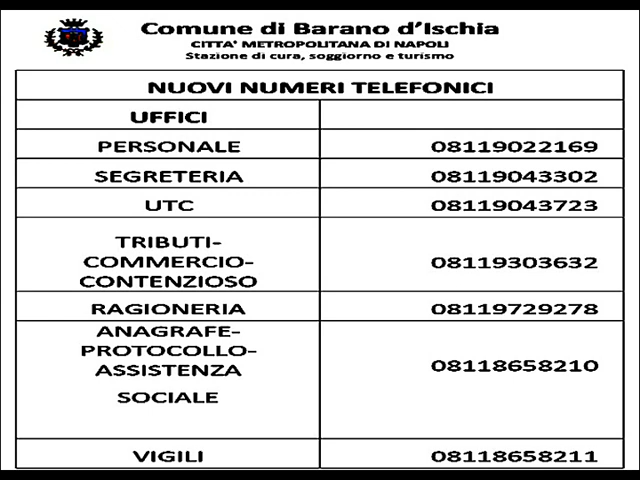 Comune di Barano d'Ischia
CITTA' METROPOLITANA DI NAPOLI
Stazione di cura, soggiorno e turismo
NUOVI NUMERI TELEFONICI
UFFICI
PERSONALE 08119022169
SEGRETERIA 08119043302
UTC 08119043723
TRIBUTI-
COMMERCIO-
CONTENZIOSO 08119303632
RAGIONERIA 08119729278
ANAGRAFE-
PROTOCOLLO-
ASSISTENZA
SOCIALE 08118658210
VIGILI 08118658211